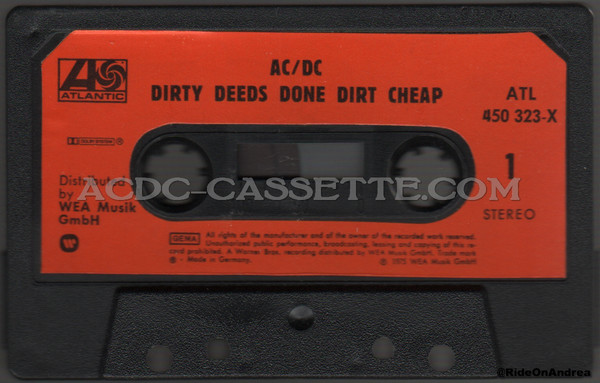 AC/DC
DIRTY DEEDS DONE DIRT CHEAP
ATLANTIC
ATL
450 323-X
DOLBY SYSTEM ®
1
STEREO
Distributed
by
WEA Musik
GmbH
ACDC-CASSETTE.COM
GEMA
All rights of the manufacturer and of the owner of the recorded work reserved.
Unauthorized public performance, broadcasting, leasing and copying of this re-
cord prohibited. A Warner Bros. recording distributed by WEA Musik GmbH. Trade mark
® - Made in Germany. ℗ 1975 WEA Musik GmbH
@RideOnAndrea